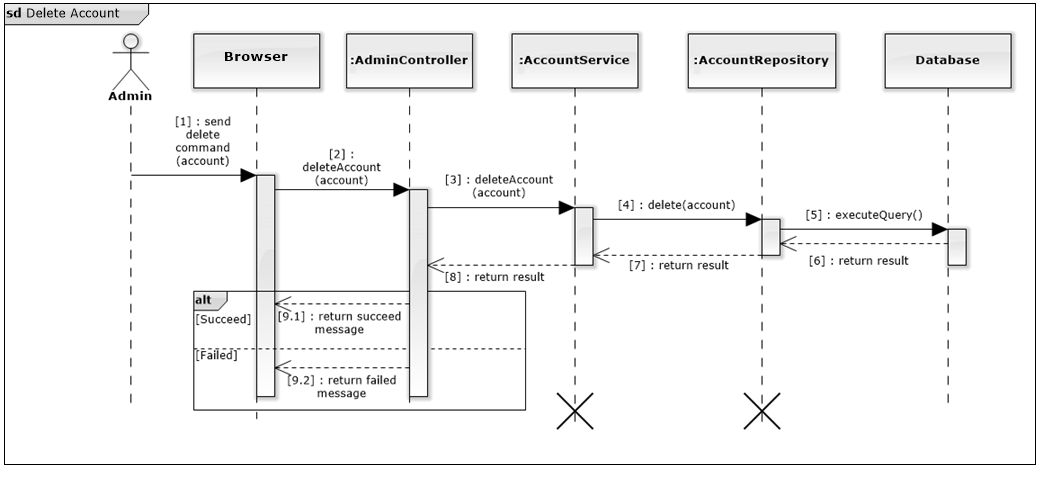 sd Delete Account
Admin
Browser
:AdminController
:AccountService
:AccountRepository
Database
[1] : send
delete
command
(account)
[2] :
deleteAccount
(account)
[3] : deleteAccount
(account)
[4] : delete(account)
[5] : executeQuery()
[6] : return result
[7] : return result
[8] : return result
alt
[Succeed]
[9.1] : return succeed
message
[Failed]
[9.2] : return failed
message